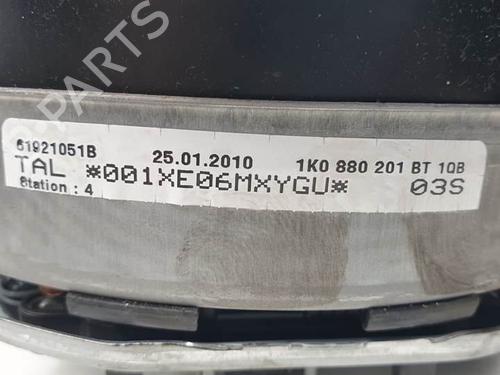 B-PARTS
61921051B 25.01.2010 1K0 880 201 BT 1QB
TAL *001XE06MXYGU* 03S
Station : 4